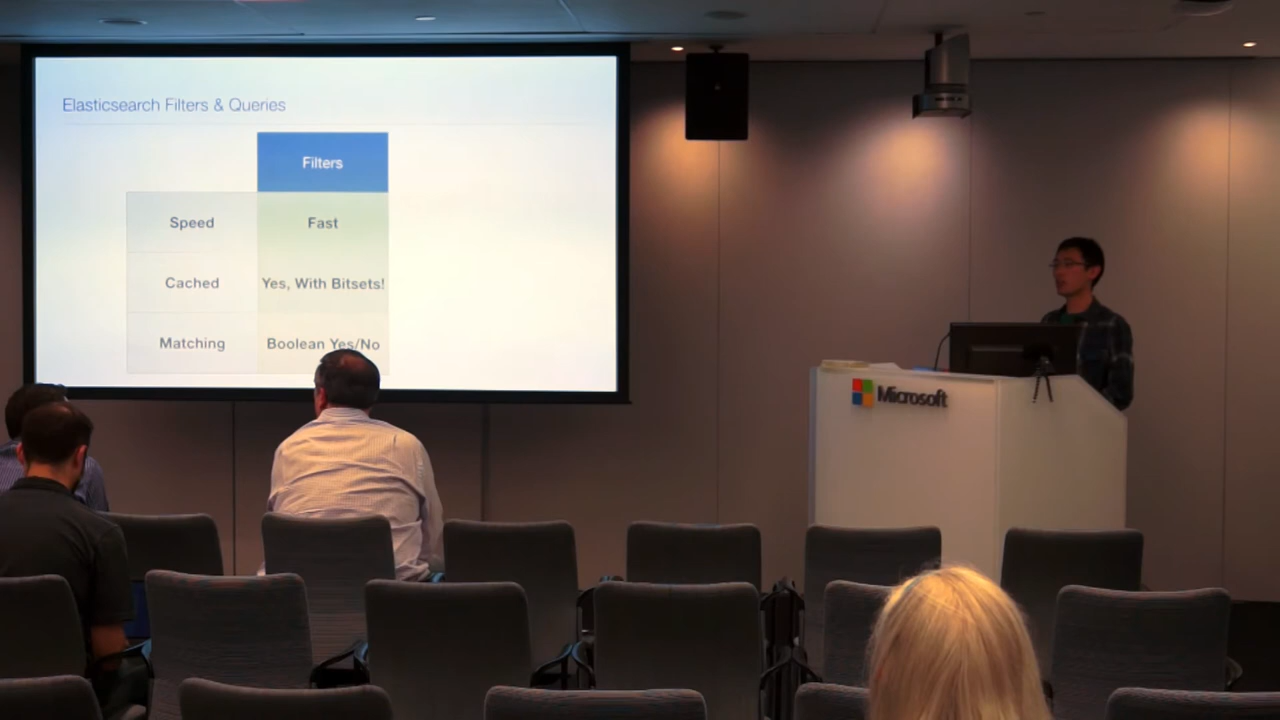 Elasticsearch Filters & Queries
Filters
Speed Fast
Cached Yes, With Bitsets!
Matching Boolean Yes/No
Microsoft